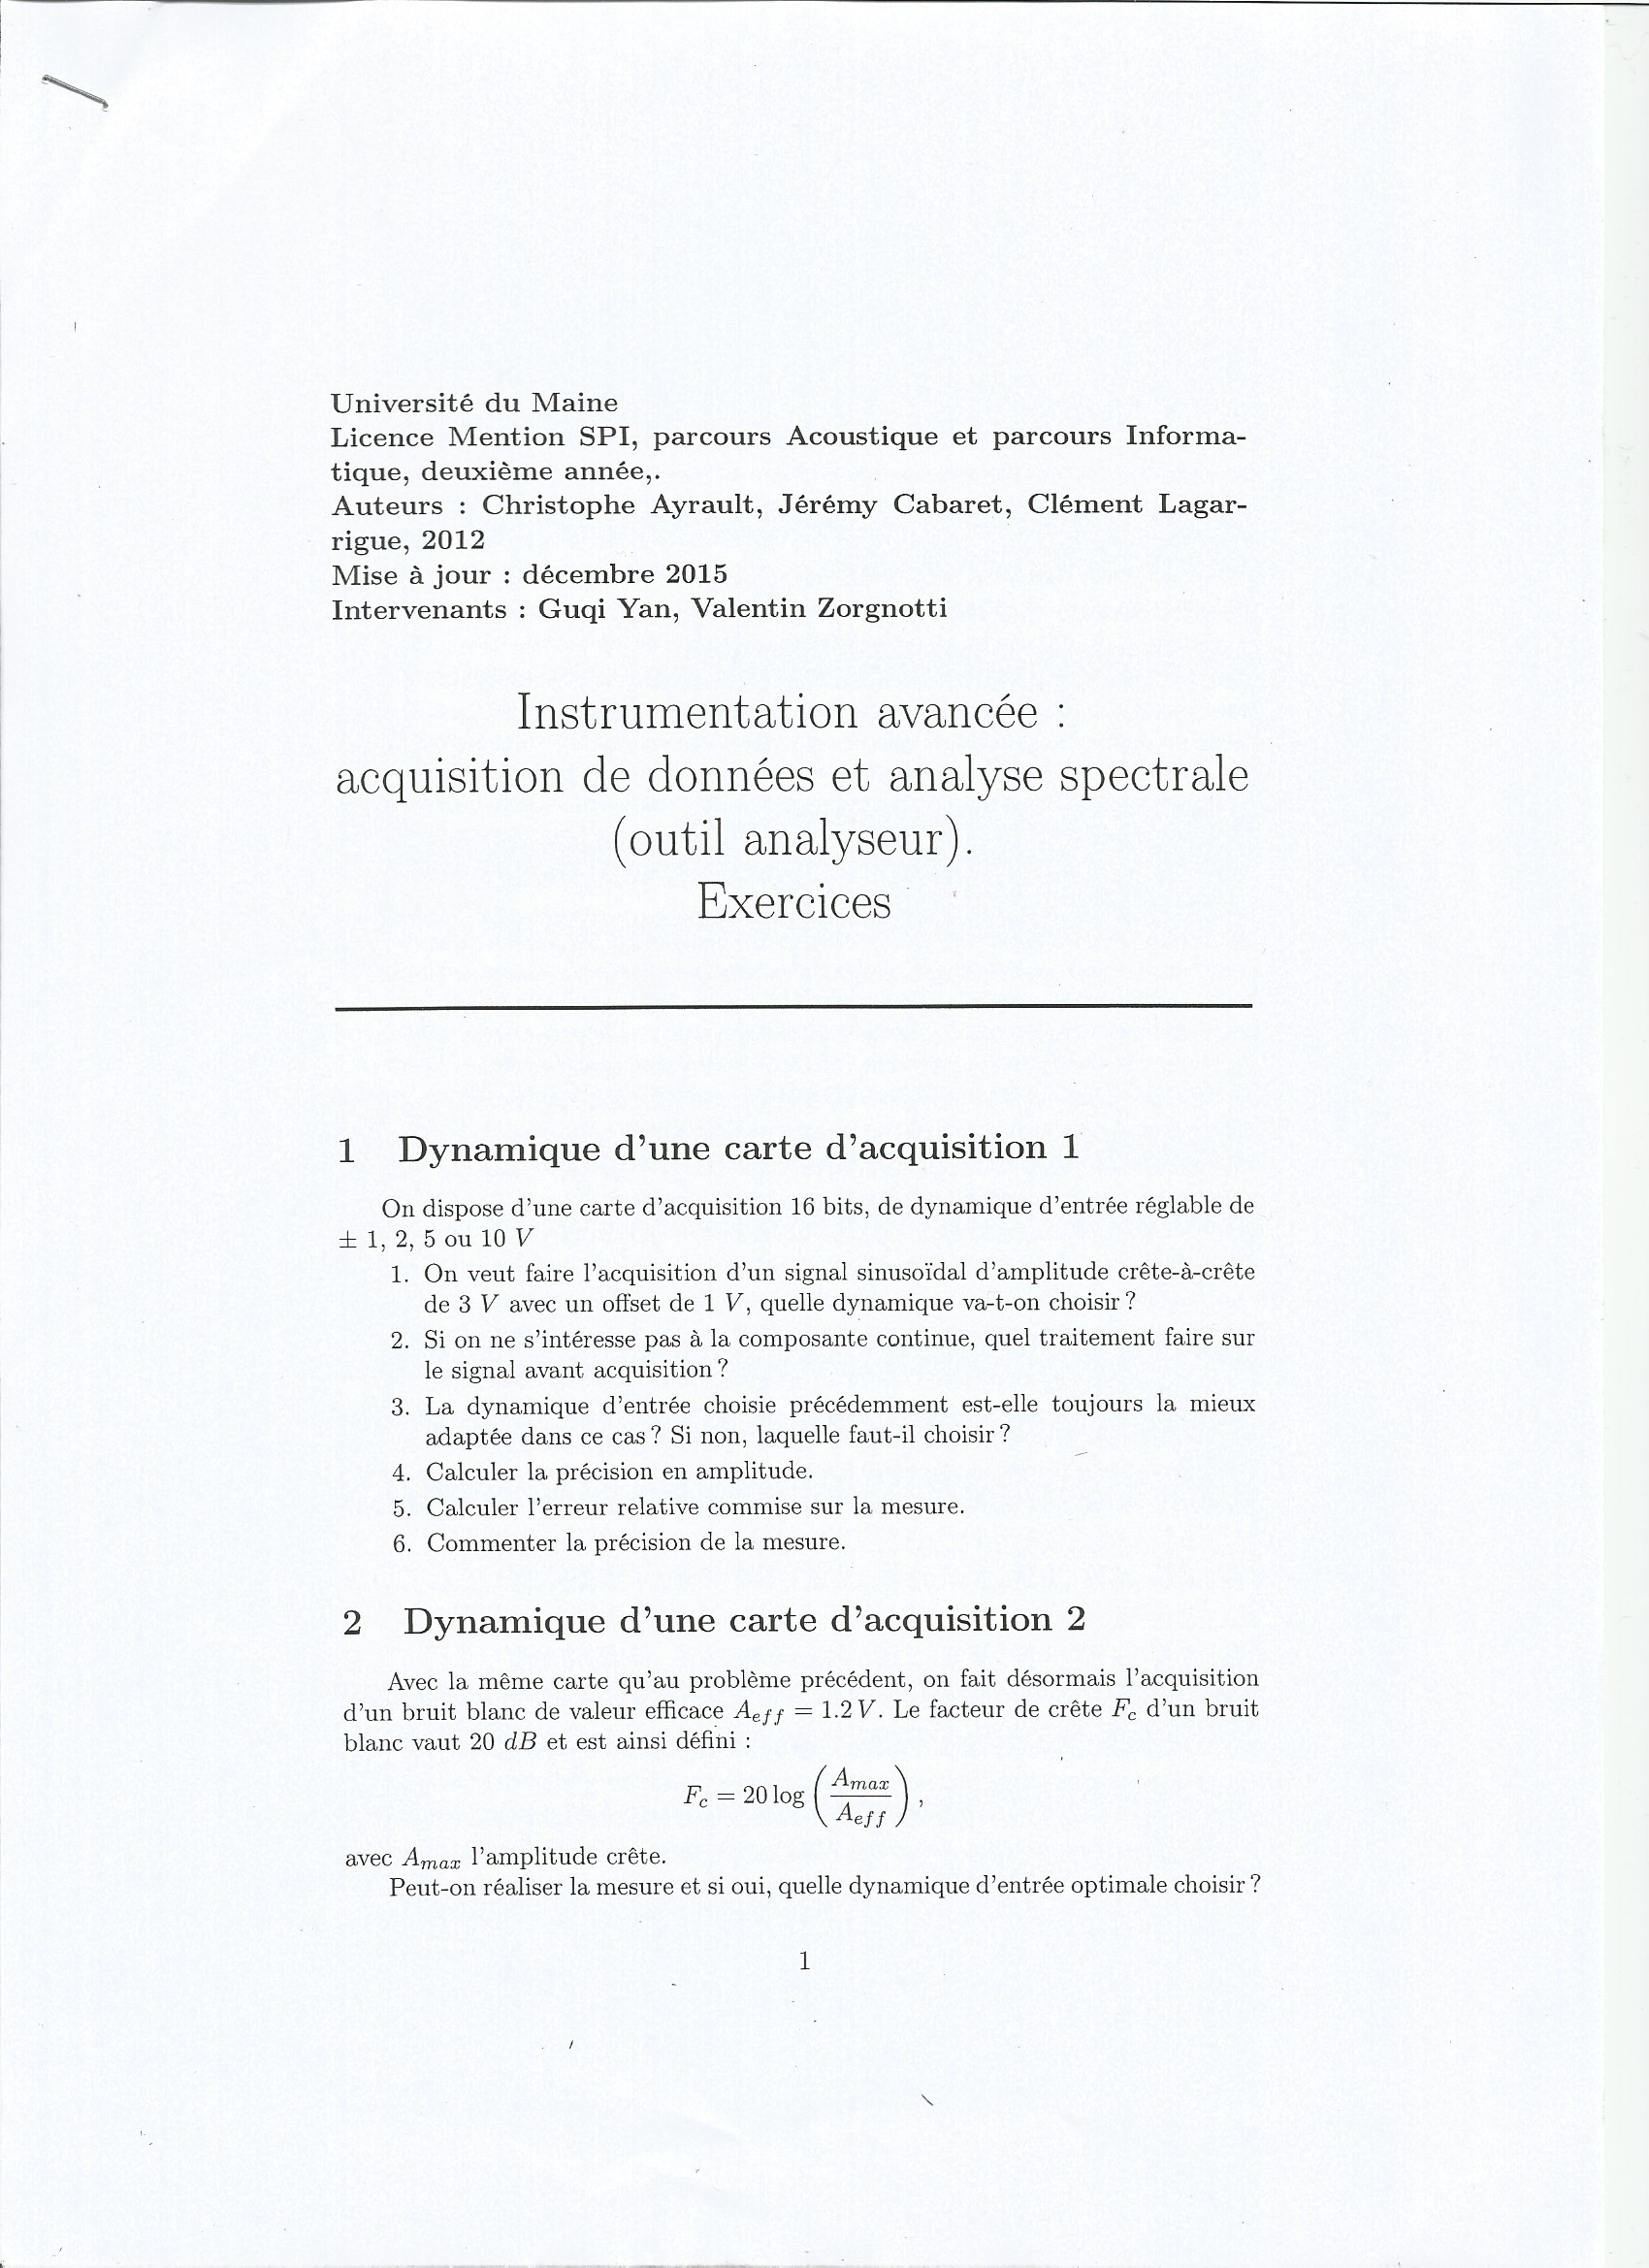 Université du Maine
Licence Mention SPI, parcours Acoustique et parcours Informa-
tique, deuxième année,.
Auteurs : Christophe Ayrault, Jérémy Cabaret, Clément Lagar-
rigue, 2012
Mise à jour : décembre 2015
Intervenants : Guqi Yan, Valentin Zorgnotti
Instrumentation avancée :
acquisition de données et analyse spectrale
(outil analyseur).
Exercices
1 Dynamique d'une carte d'acquisition 1
On dispose d'une carte d'acquisition 16 bits, de dynamique d'entrée réglable de
± 1, 2, 5 ou 10 V
1. On veut faire l'acquisition d'un signal sinusoïdal d'amplitude crête-à-crête
de 3 V avec un offset de 1 V, quelle dynamique va-t-on choisir ?
2. Si on ne s'intéresse pas à la composante continue, quel traitement faire sur
le signal avant acquisition ?
3. La dynamique d'entrée choisie précédemment est-elle toujours la mieux
adaptée dans ce cas ? Si non, laquelle faut-il choisir ?
4. Calculer la précision en amplitude.
5. Calculer l'erreur relative commise sur la mesure.
6. Commenter la précision de la mesure.
2 Dynamique d'une carte d'acquisition 2
Avec la même carte qu'au problème précédent, on fait désormais l'acquisition
d'un bruit blanc de valeur efficace A_{eff} = 1.2 V. Le facteur de crête F_c d'un bruit
blanc vaut 20 dB et est ainsi défini :
F_c = 20 log (A_{max} / A_{eff}),
avec A_{max} l'amplitude crête.
Peut-on réaliser la mesure et si oui, quelle dynamique d'entrée optimale choisir ?
1